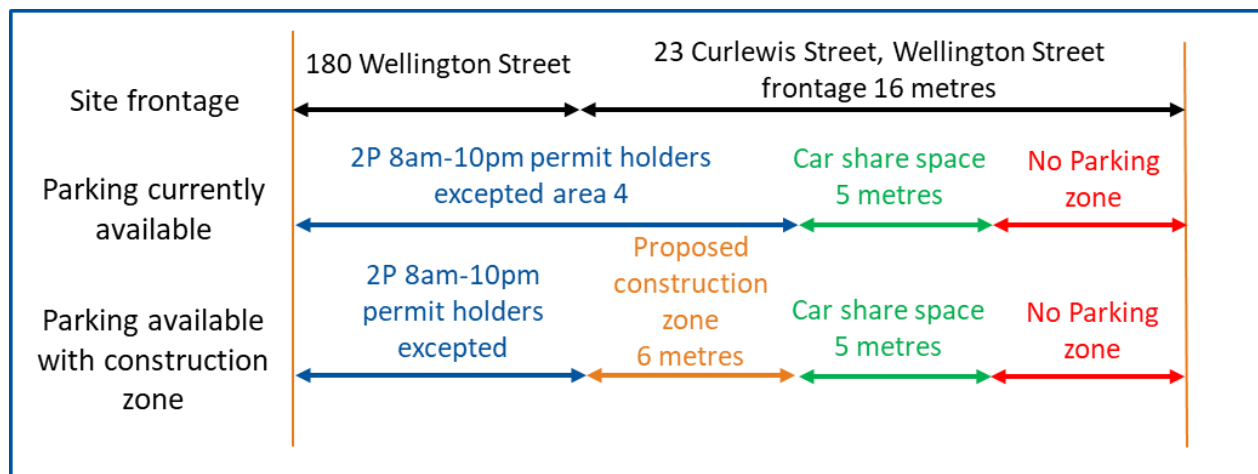 Site frontage
180 Wellington Street
23 Curlewis Street, Wellington Street
frontage 16 metres
Parking currently
available
2P 8am-10pm permit holders
excepted area 4
Car share space
5 metres
No Parking
zone
Parking available
with construction
zone
2P 8am-10pm
permit holders
excepted
Proposed
construction
zone
6 metres
Car share space
5 metres
No Parking
zone